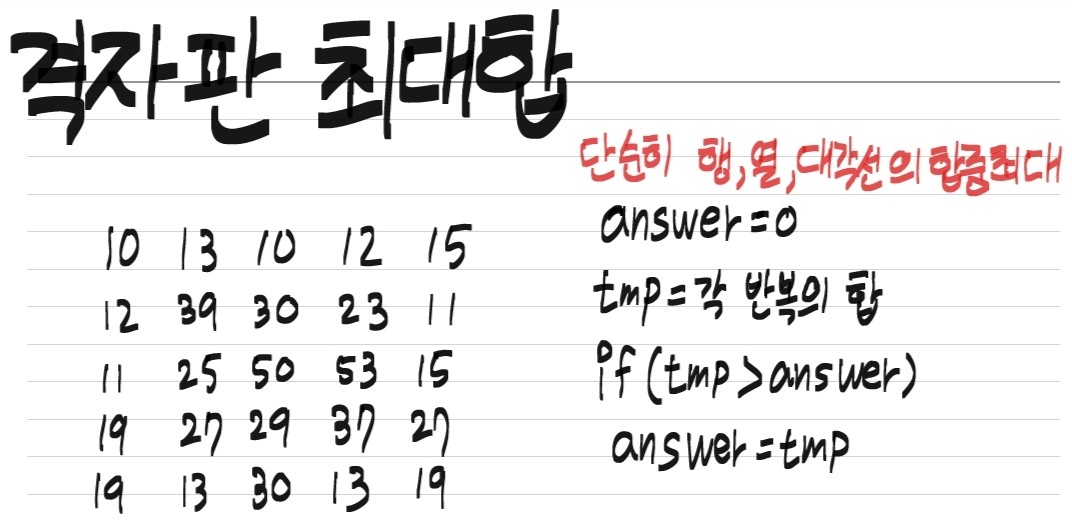 격자판 최대합
단순히 행,열,대각선의 합중최대
10 13 10 12 15
12 39 30 23 11
11 25 50 53 15
19 27 29 37 27
19 13 30 13 19
answer=0
tmp=각 반복의 합
if(tmp>answer)
answer=tmp